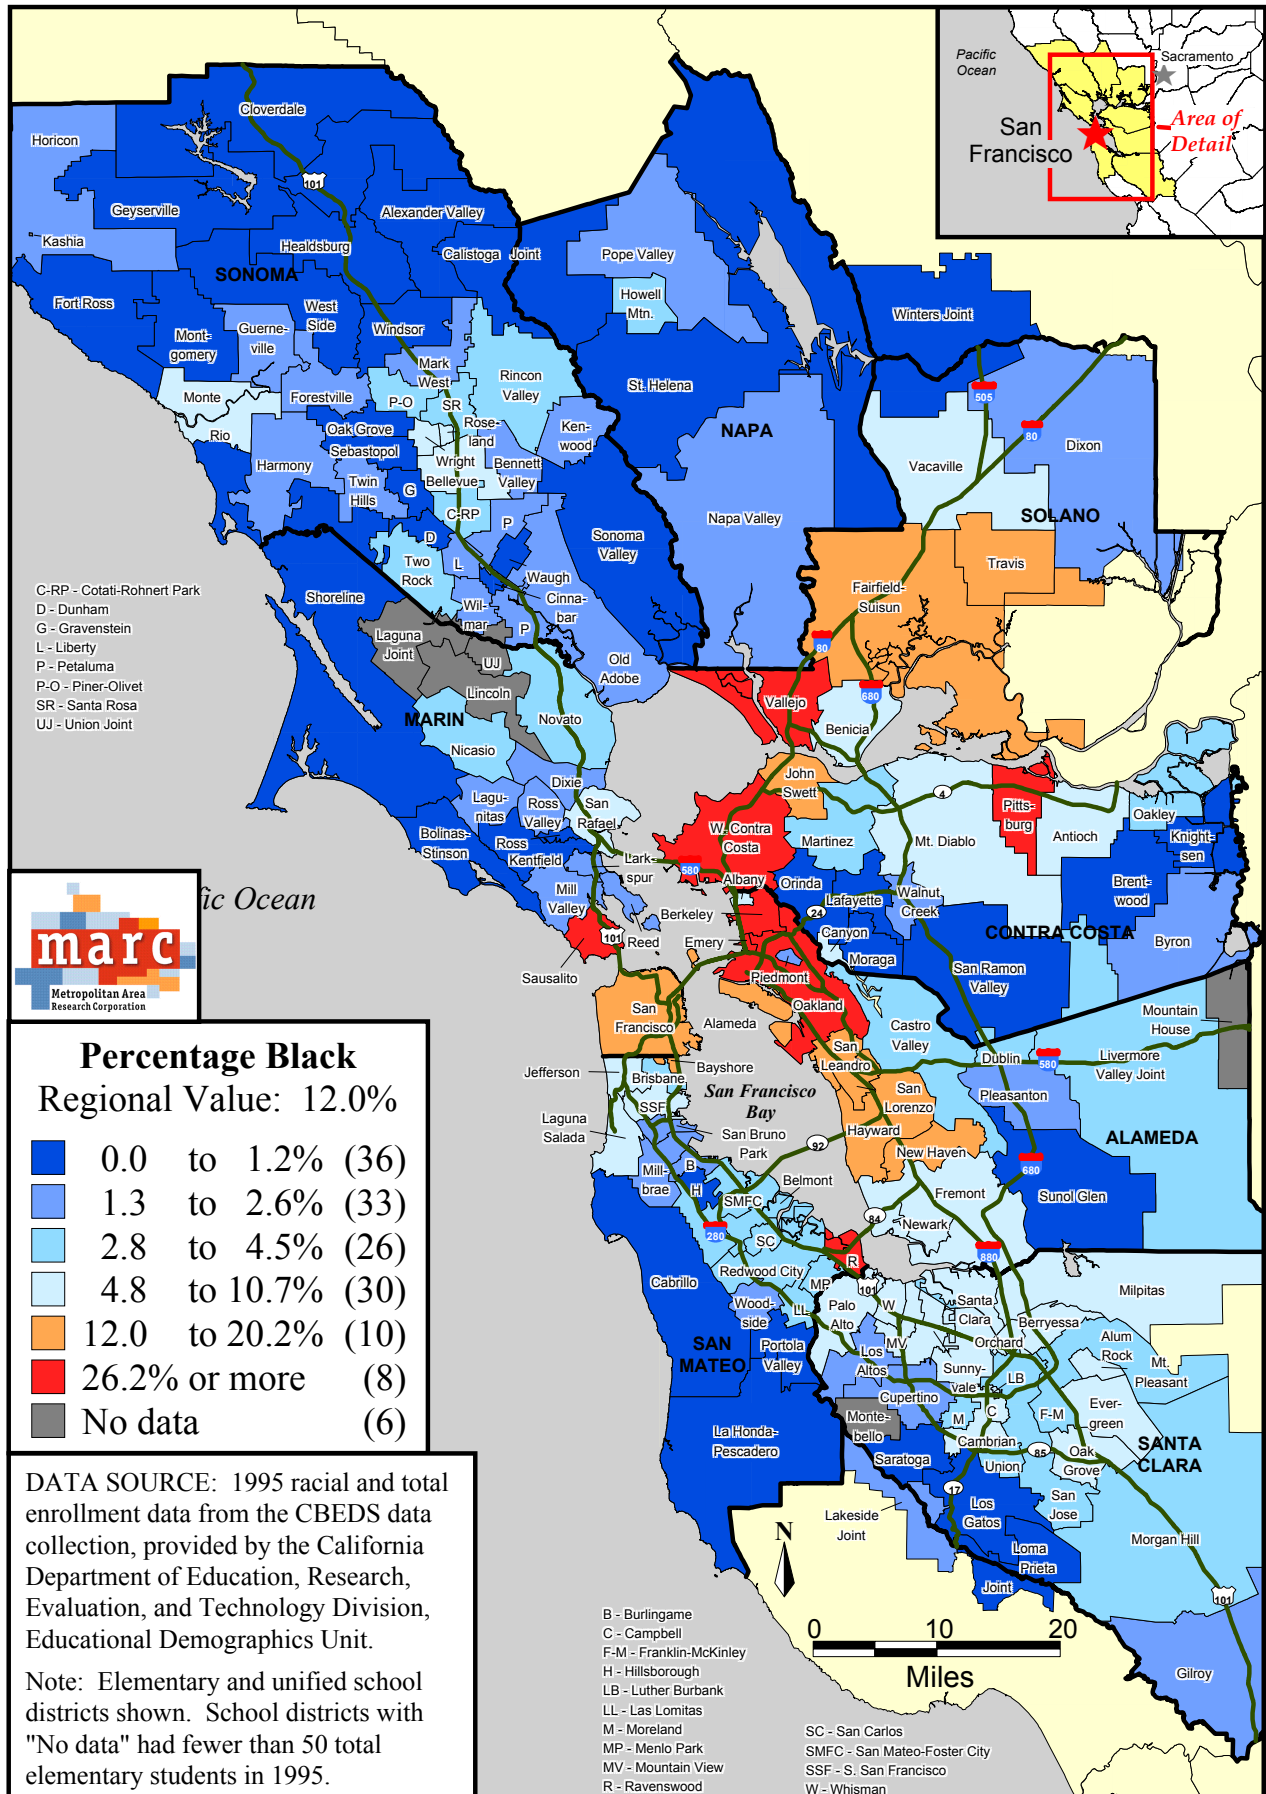 Pacific
Ocean
Sacramento
San
Francisco
Area of
Detail
Cloverdale
Horicon
101
Geyserville
Alexander Valley
Kashia
Healdsburg
Calistoga Joint
SONOMA
Pope Valley
Fort Ross
West
Side
Howell
Mtn.
Winters Joint
Mont-
gomery
Guerne-
ville
Windsor
Mark
West
Rincon
Valley
St. Helena
505
Monte
Rio
Forestville
P-O
SR
Rose-
land
Ken-
wood
NAPA
80
Dixon
Oak Grove
Sebastopol
Harmony
Wright
Bellevue
Bennett
Valley
Vacaville
Twin
Hills
G
C-RP
P
Napa Valley
SOLANO
D
Sonoma
Valley
Two
Rock
L
Travis
Waugh
Cinna-
bar
Fairfield-
Suisun
Shoreline
Wil-
mar
P
C-RP - Cotati-Rohnert Park
D - Dunham
G - Gravenstein
L - Liberty
P - Petaluma
P-O - Piner-Olivet
SR - Santa Rosa
UJ - Union Joint
Laguna
Joint
UJ
Lincoln
Old
Adobe
80
680
MARIN
Novato
Vallejo
Benicia
Nicasio
Dixie
John
Swett
4
Lagu-
nitas
Ross
Valley
San
Rafael
Pitts-
burg
Antioch
Oakley
Bolinas-
Stinson
Ross
Kentfield
W. Contra
Costa
Martinez
Mt. Diablo
Knight-
sen
Lark-
spur
580
Albany
Orinda
Mill
Valley
Lafayette
Walnut
Creek
Brent-
wood
Berkeley
24
Canyon
CONTRA COSTA
101
Reed
Emery
Moraga
Byron
Sausalito
Piedmont
San Ramon
Valley
fic Ocean
marc
Metropolitan Area
Research Corporation
San
Francisco
Alameda
Oakland
Castro
Valley
Mountain
House
San
Leandro
Dublin
580
Livermore
Valley Joint
Jefferson
Bayshore
Brisbane
San Francisco
Bay
San
Lorenzo
Pleasanton
SSF
Laguna
Salada
San Bruno
Park
92
Hayward
ALAMEDA
New Haven
680
Mill-
brae
B
H
Belmont
Fremont
Sunol Glen
SMFC
84
Newark
280
SC
R
880
Cabrillo
Redwood City
MP
101
Milpitas
Wood-
side
LL
Palo
Alto
W
Santa
Clara
Berryessa
SAN
MATEO
Portola
Valley
Los
Altos
MV
Orchard
Alum
Rock
Mt.
Pleasant
Sunny-
vale
LB
Cupertino
C
F-M
Ever-
green
Monte-
bello
M
La Honda-
Pescadero
Cambrian
85
Oak
Grove
SANTA
CLARA
Saratoga
Union
17
Los
Gatos
San
Jose
Lakeside
Joint
Morgan Hill
N
Loma
Prieta
Joint
101
Gilroy
Percentage Black
Regional Value: 12.0%
0.0 to 1.2% (36)
1.3 to 2.6% (33)
2.8 to 4.5% (26)
4.8 to 10.7% (30)
12.0 to 20.2% (10)
26.2% or more (8)
No data (6)
DATA SOURCE: 1995 racial and total
enrollment data from the CBEDS data
collection, provided by the California
Department of Education, Research,
Evaluation, and Technology Division,
Educational Demographics Unit.
Note: Elementary and unified school
districts shown. School districts with
"No data" had fewer than 50 total
elementary students in 1995.
B - Burlingame
C - Campbell
F-M - Franklin-McKinley
H - Hillsborough
LB - Luther Burbank
LL - Las Lomitas
M - Moreland
MP - Menlo Park
MV - Mountain View
R - Ravenswood
SC - San Carlos
SMFC - San Mateo-Foster City
SSF - S. San Francisco
W - Whisman
0 10 20
Miles